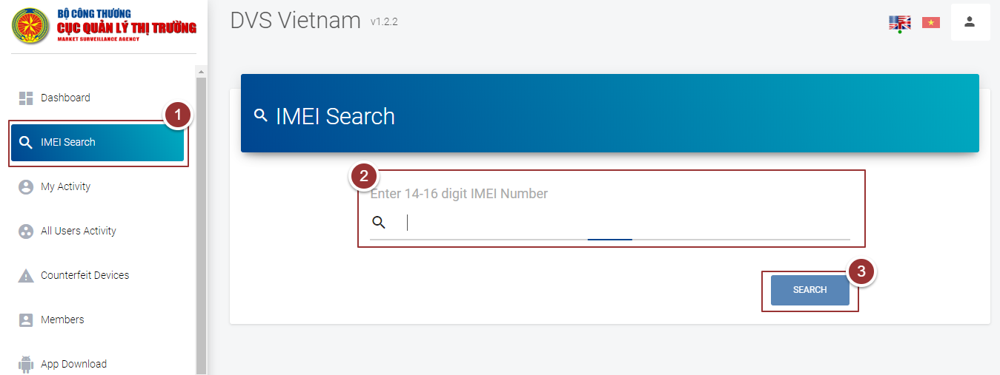 BỘ CÔNG THƯƠNG
CỤC QUẢN LÝ THỊ TRƯỜNG
MARKET SURVEILLANCE AGENCY
DVS Vietnam v1.2.2
Dashboard
1
IMEI Search
My Activity
All Users Activity
Counterfeit Devices
Members
App Download
IMEI Search
2
Enter 14-16 digit IMEI Number
3
SEARCH